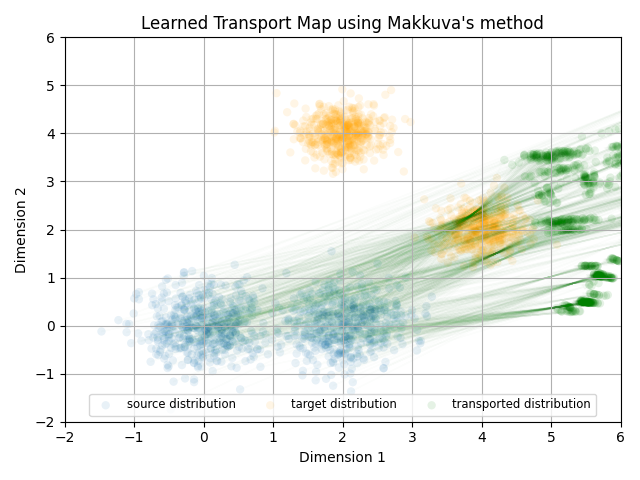 Learned Transport Map using Makkuva's method
6
5
4
3
2
1
0
−1
−2
Dimension 2
source distribution target distribution transported distribution
−2 −1 0 1 2 3 4 5 6
Dimension 1